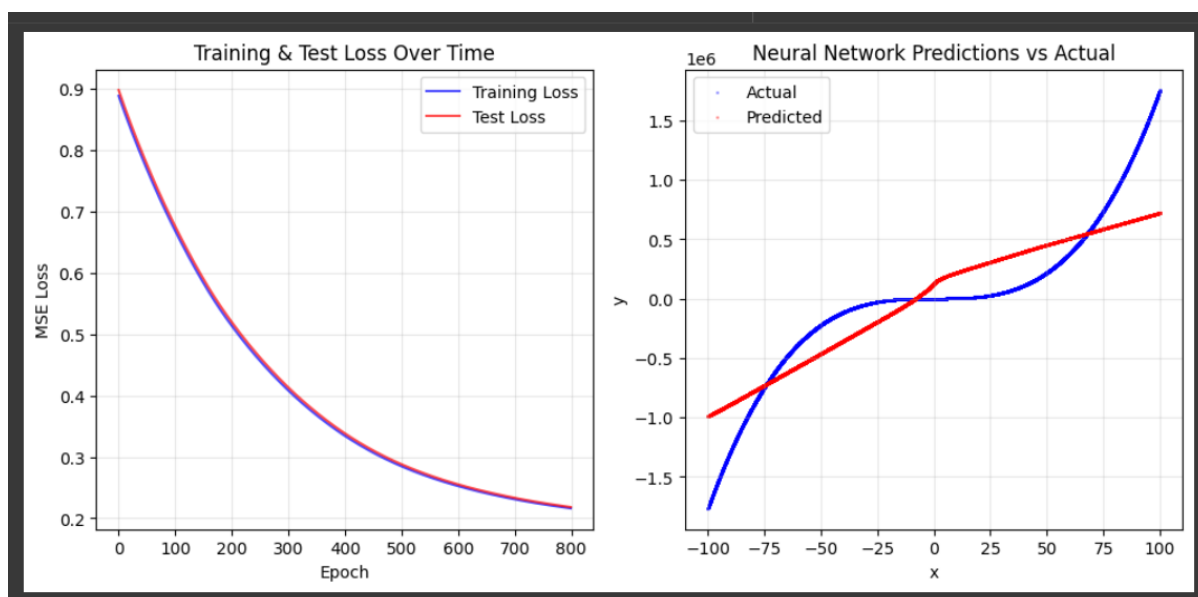 Training & Test Loss Over Time
Training Loss
Test Loss
MSE Loss
0.9
0.8
0.7
0.6
0.5
0.4
0.3
0.2
0 100 200 300 400 500 600 700 800
Epoch
Neural Network Predictions vs Actual
1e6
Actual
Predicted
y
1.5
1.0
0.5
0.0
−0.5
−1.0
−1.5
−100 −75 −50 −25 0 25 50 75 100
x